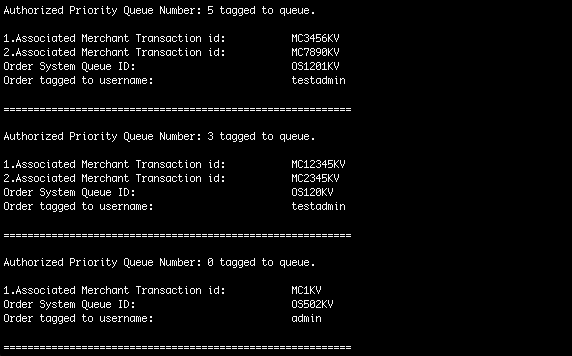 Authorized Priority Queue Number: 5 tagged to queue.
1.Associated Merchant Transaction id: MC3456KV
2.Associated Merchant Transaction id: MC7890KV
Order System Queue ID: OS1201KV
Order tagged to username: testadmin
==========================================================
Authorized Priority Queue Number: 3 tagged to queue.
1.Associated Merchant Transaction id: MC12345KV
2.Associated Merchant Transaction id: MC2345KV
Order System Queue ID: OS120KV
Order tagged to username: testadmin
==========================================================
Authorized Priority Queue Number: 0 tagged to queue.
1.Associated Merchant Transaction id: MC1KV
Order System Queue ID: OS502KV
Order tagged to username: admin
==========================================================